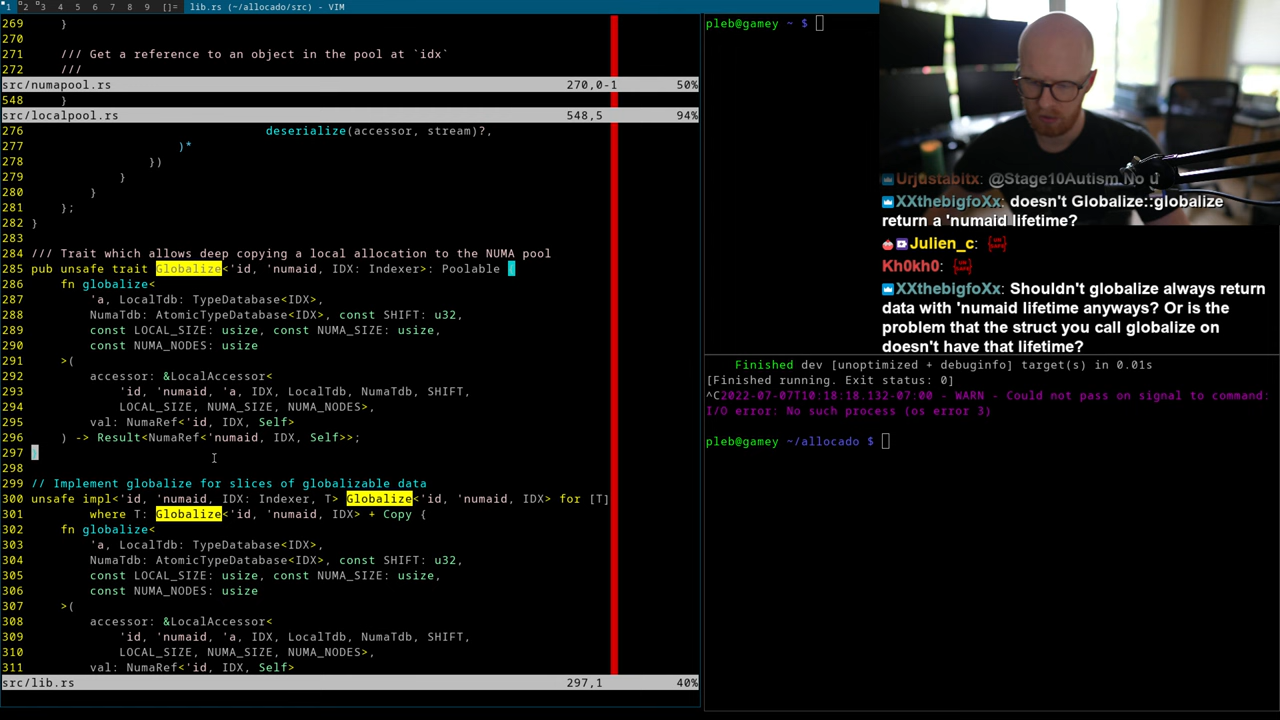 1 2 3 4 5 6 7 8 9 []= lib.rs (~/allocado/src) - VIM
269 }
270
271 /// Get a reference to an object in the pool at `idx`
272 ///
src/numapool.rs 270,0-1 50%
548 }
src/localpool.rs 548,5 94%
276 deserialize(accessor, stream)?,
277 )*
278 })
279 }
280 }
281 };
282 }
283
284 /// Trait which allows deep copying a local allocation to the NUMA pool
285 pub unsafe trait Globalize<'id, 'numaid, IDX: Indexer>: Poolable {
286 fn globalize<
287 'a, LocalTdb: TypeDatabase<IDX>,
288 NumaTdb: AtomicTypeDatabase<IDX>, const SHIFT: u32,
289 const LOCAL_SIZE: usize, const NUMA_SIZE: usize,
290 const NUMA_NODES: usize
291 >(
292 accessor: &LocalAccessor<
293 'id, 'numaid, 'a, IDX, LocalTdb, NumaTdb, SHIFT,
294 LOCAL_SIZE, NUMA_SIZE, NUMA_NODES>,
295 val: NumaRef<'id, IDX, Self>
296 ) -> Result<NumaRef<'numaid, IDX, Self>>;
297 }
298
299 // Implement globalize for slices of globalizable data
300 unsafe impl<'id, 'numaid, IDX: Indexer, T> Globalize<'id, 'numaid, IDX> for [T]
301 where T: Globalize<'id, 'numaid, IDX> + Copy {
302 fn globalize<
303 'a, LocalTdb: TypeDatabase<IDX>,
304 NumaTdb: AtomicTypeDatabase<IDX>, const SHIFT: u32,
305 const LOCAL_SIZE: usize, const NUMA_SIZE: usize,
306 const NUMA_NODES: usize
307 >(
308 accessor: &LocalAccessor<
309 'id, 'numaid, 'a, IDX, LocalTdb, NumaTdb, SHIFT,
310 LOCAL_SIZE, NUMA_SIZE, NUMA_NODES>,
311 val: NumaRef<'id, IDX, Self>
src/lib.rs 297,1 40%
pleb@gamey ~ $
Urjustabitx: @Stage10Autism No u
XXthebigfoXx: doesn't Globalize::globalize
return a 'numaid lifetime?
Julien_c:
Kh0kh0:
XXthebigfoXx: Shouldn't globalize always return
data with 'numaid lifetime anyways? Or is the
problem that the struct you call globalize on
doesn't have that lifetime?
Finished dev [unoptimized + debuginfo] target(s) in 0.01s
[Finished running. Exit status: 0]
^C2022-07-07T10:18:18.132-07:00 - WARN - Could not pass on signal to command:
I/O error: No such process (os error 3)
pleb@gamey ~/allocado $